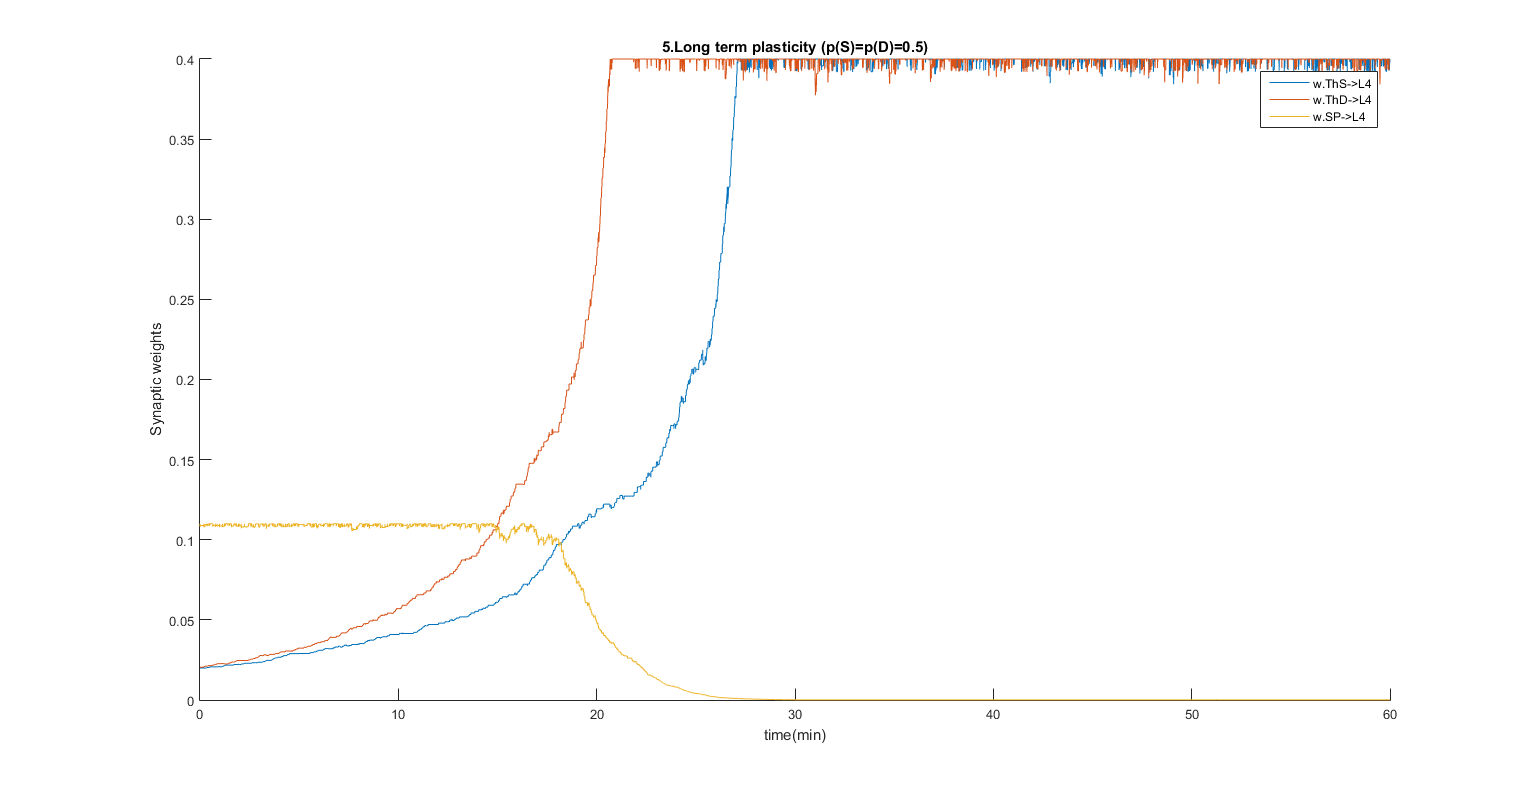 5.Long term plasticity (p(S)=p(D)=0.5)
0.4
0.35
0.3
0.25
0.2
0.15
0.1
0.05
0
Synaptic weights
w.ThS->L4
w.ThD->L4
w.SP->L4
0 10 20 30 40 50 60
time(min)